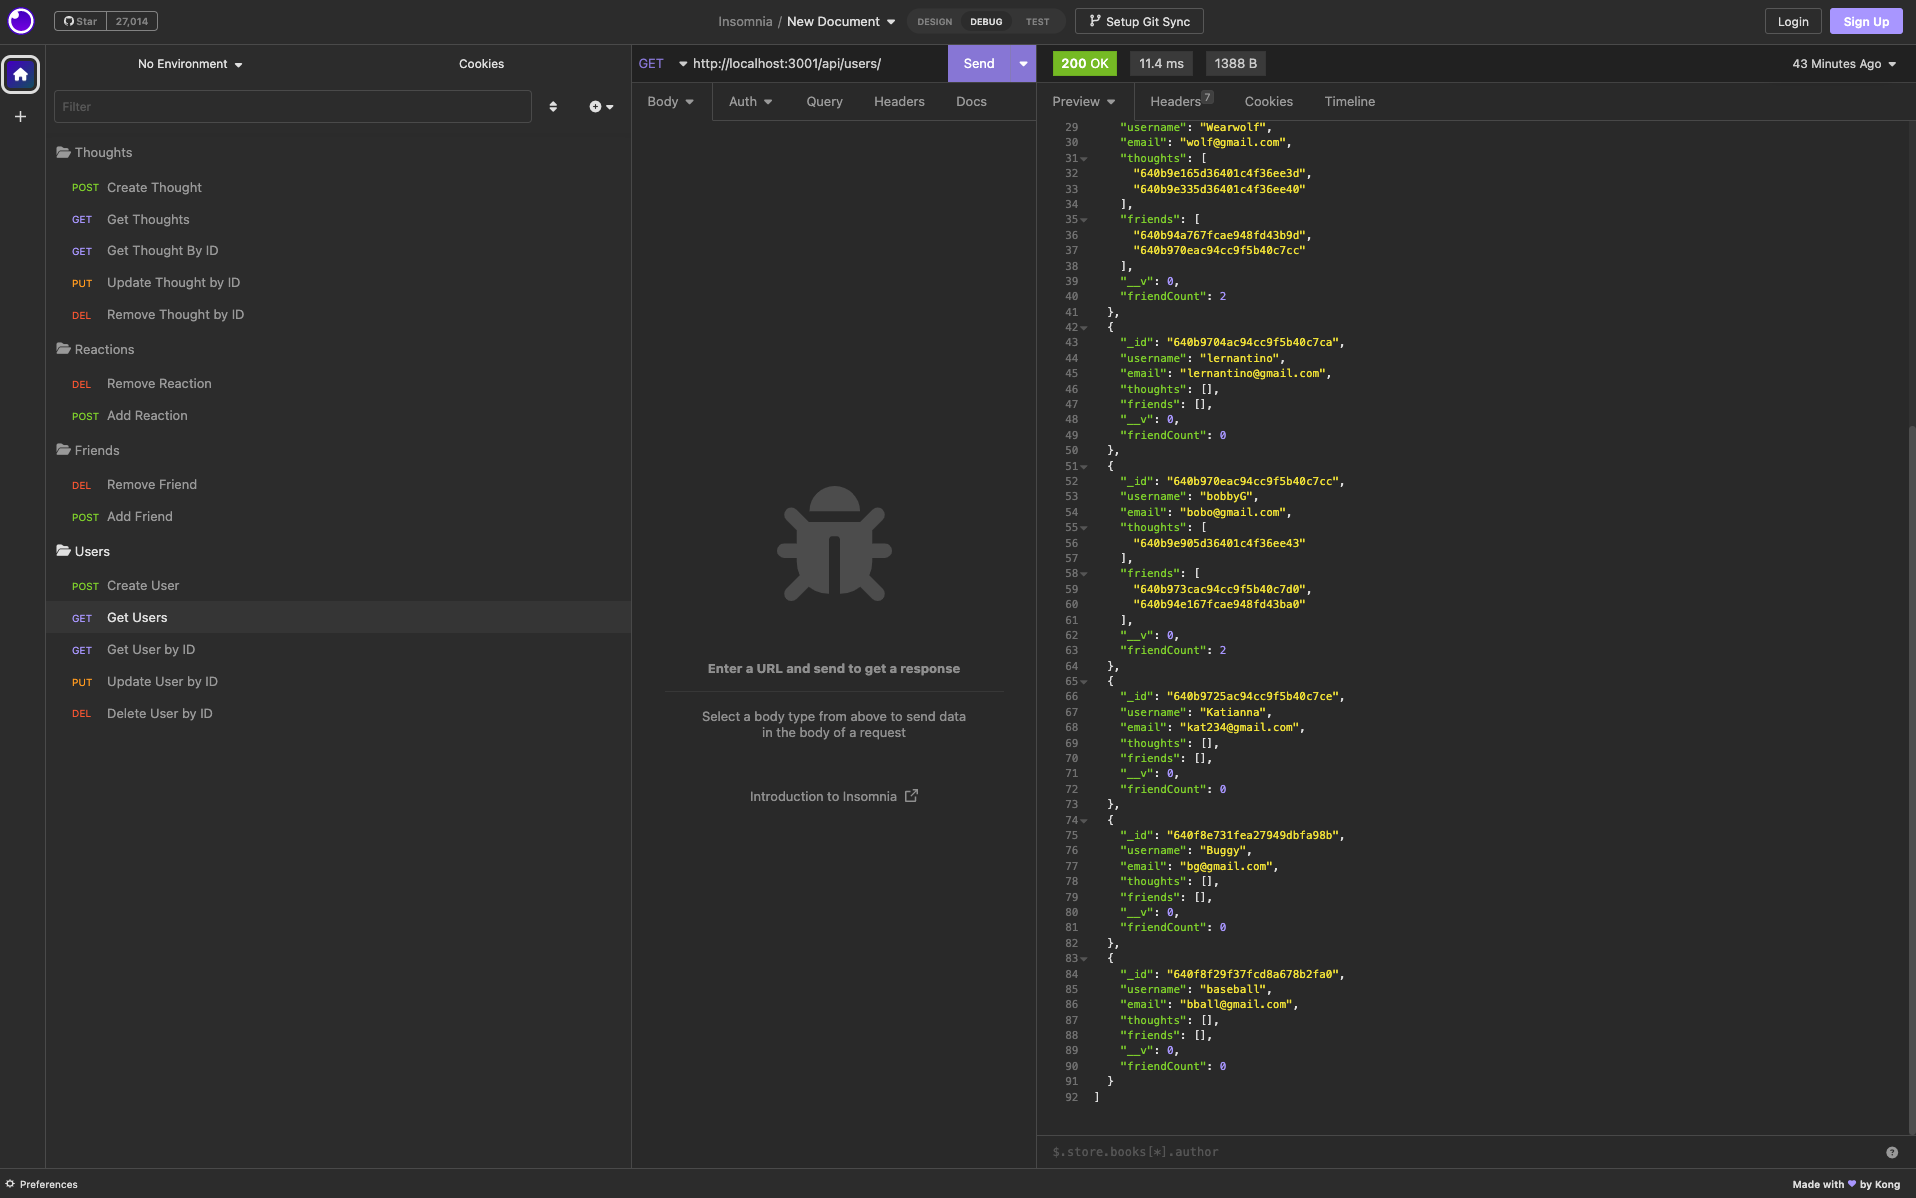 Star 27,014
Insomnia / New Document
DESIGN DEBUG TEST
Setup Git Sync
Login
Sign Up
No Environment
Cookies
Filter
Thoughts
POST Create Thought
GET Get Thoughts
GET Get Thought By ID
PUT Update Thought by ID
DEL Remove Thought by ID
Reactions
DEL Remove Reaction
POST Add Reaction
Friends
DEL Remove Friend
POST Add Friend
Users
POST Create User
GET Get Users
GET Get User by ID
PUT Update User by ID
DEL Delete User by ID
GET http://localhost:3001/api/users/ Send
Body Auth Query Headers Docs
Enter a URL and send to get a response
Select a body type from above to send data
in the body of a request
Introduction to Insomnia
200 OK 11.4 ms 1388 B 43 Minutes Ago
Preview Headers 7 Cookies Timeline
29 "username": "Wearwolf",
30 "email": "wolf@gmail.com",
31 "thoughts": [
32 "640b9e165d36401c4f36ee3d",
33 "640b9e335d36401c4f36ee40"
34 ],
35 "friends": [
36 "640b94a767fcae948fd43b9d",
37 "640b970eac94cc9f5b40c7cc"
38 ],
39 "__v": 0,
40 "friendCount": 2
41 },
42 {
43 "_id": "640b9704ac94cc9f5b40c7ca",
44 "username": "lernantino",
45 "email": "lernantino@gmail.com",
46 "thoughts": [],
47 "friends": [],
48 "__v": 0,
49 "friendCount": 0
50 },
51 {
52 "_id": "640b970eac94cc9f5b40c7cc",
53 "username": "bobbyG",
54 "email": "bobo@gmail.com",
55 "thoughts": [
56 "640b9e905d36401c4f36ee43"
57 ],
58 "friends": [
59 "640b973cac94cc9f5b40c7d0",
60 "640b94e167fcae948fd43ba0"
61 ],
62 "__v": 0,
63 "friendCount": 2
64 },
65 {
66 "_id": "640b9725ac94cc9f5b40c7ce",
67 "username": "Katianna",
68 "email": "kat234@gmail.com",
69 "thoughts": [],
70 "friends": [],
71 "__v": 0,
72 "friendCount": 0
73 },
74 {
75 "_id": "640f8e731fea27949dbfa98b",
76 "username": "Buggy",
77 "email": "bg@gmail.com",
78 "thoughts": [],
79 "friends": [],
80 "__v": 0,
81 "friendCount": 0
82 },
83 {
84 "_id": "640f8f29f37fcd8a678b2fa0",
85 "username": "baseball",
86 "email": "bball@gmail.com",
87 "thoughts": [],
88 "friends": [],
89 "__v": 0,
90 "friendCount": 0
91 }
92 ]
$.store.books[*].author
Preferences
Made with ♥ by Kong